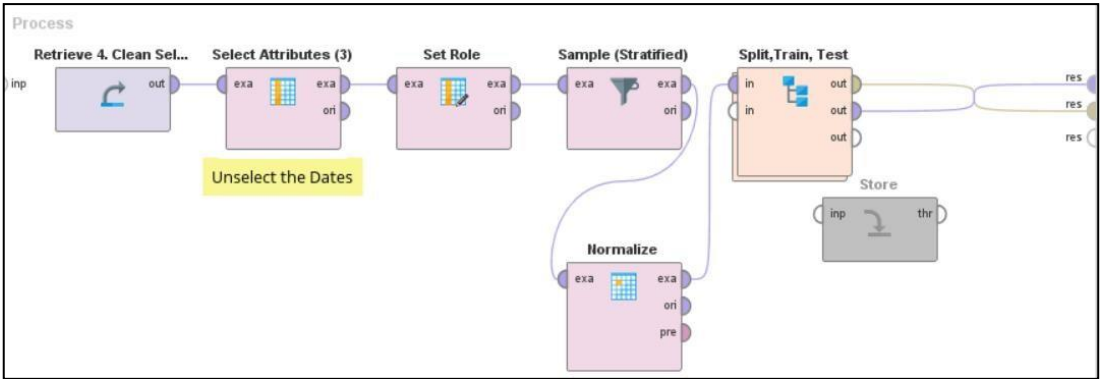 Process
Retrieve 4. Clean Sel...
Select Attributes (3)
Set Role
Sample (Stratified)
Split,Train, Test
inp
out
exa
exa
ori
exa
exa
ori
exa
exa
ori
in
out
in
out
out
res
res
res
Unselect the Dates
Store
inp
thr
Normalize
exa
exa
ori
pre